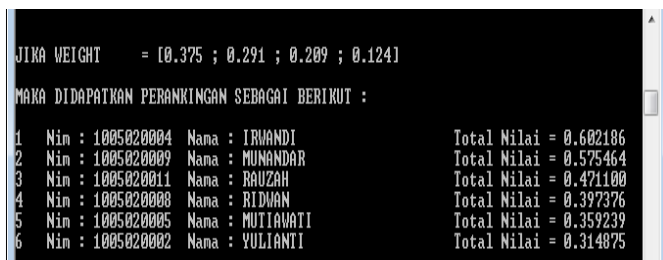 JIKA WEIGHT = [0.375 ; 0.291 ; 0.209 ; 0.124]
MAKA DIDAPATKAN PERANKINGAN SEBAGAI BERIKUT :
1 Nim : 1005020004 Nama : IRWANDI Total Nilai = 0.602186
2 Nim : 1005020009 Nama : MUNANDAR Total Nilai = 0.575464
3 Nim : 1005020011 Nama : RAUZAH Total Nilai = 0.471100
4 Nim : 1005020008 Nama : RIDWAN Total Nilai = 0.397376
5 Nim : 1005020005 Nama : MUTIAWATI Total Nilai = 0.359239
6 Nim : 1005020002 Nama : YULIANTI Total Nilai = 0.314875